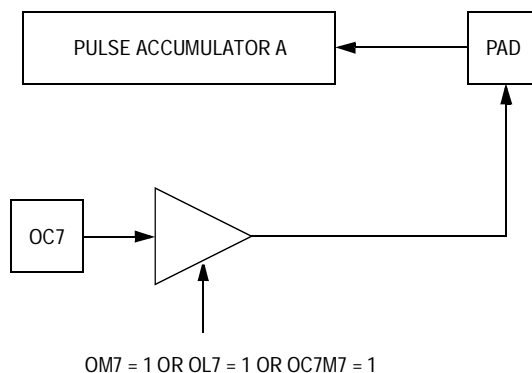 PULSE ACCUMULATOR A
PAD
OC7
OM7 = 1 OR OL7 = 1 OR OC7M7 = 1